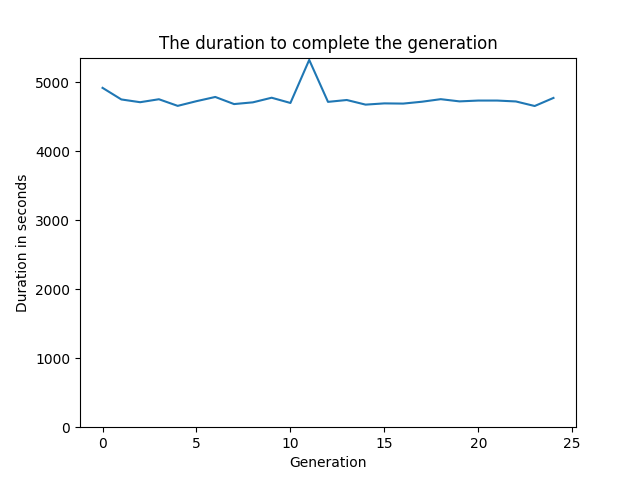 The duration to complete the generation
Duration in seconds
5000
4000
3000
2000
1000
0
0 5 10 15 20 25
Generation